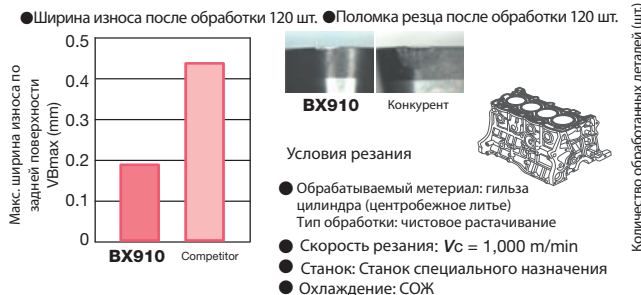 ●Ширина износа после обработки 120 шт. ●Поломка резца после обработки 120 шт.
Макс. ширина износа по
задней поверхности
VBmax (mm)
0.5
0.4
0.3
0.2
0.1
0
BX910 Competitor
BX910 Конкурент
Условия резания
● Обрабатываемый метериал: гильза
цилиндра (центробежное литье)
Тип обработки: чистовое растачивание
● Скорость резания: Vc = 1,000 m/min
● Станок: Станок специального назначения
● Охлаждение: СОЖ
Количество обработанных деталей (шт.)